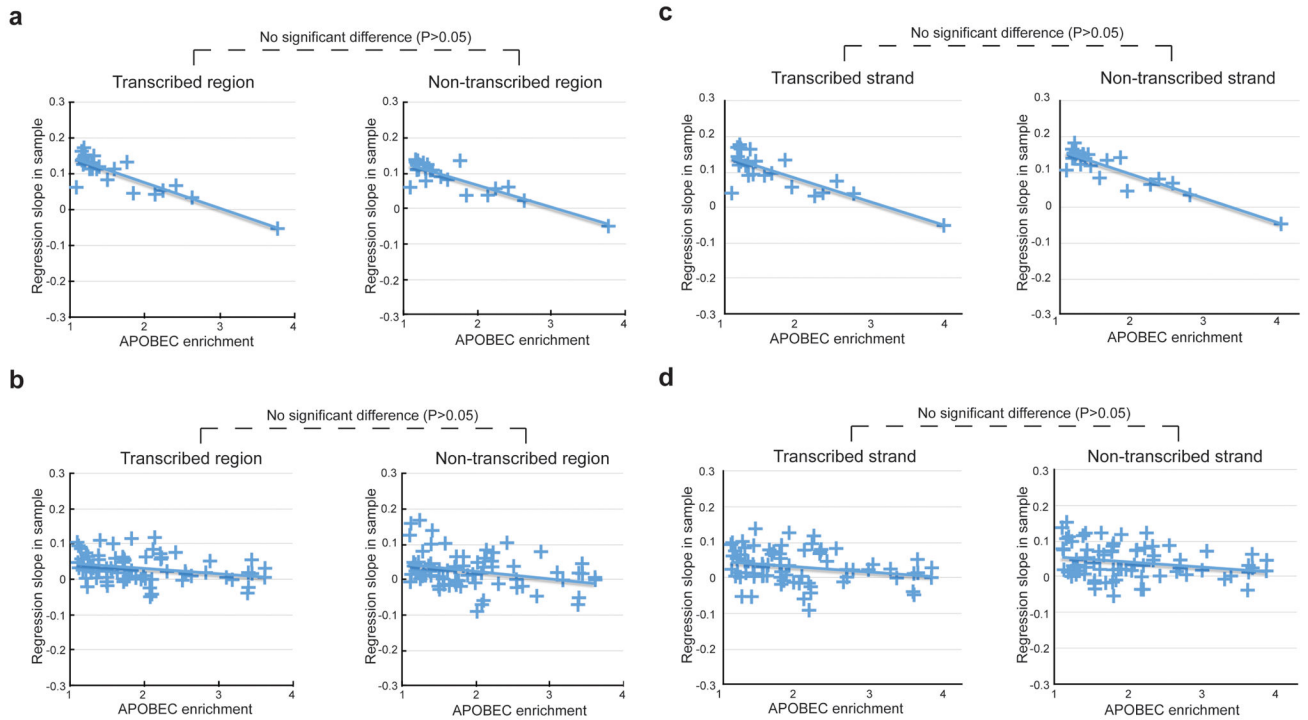 a
No significant difference (P>0.05)
Transcribed region
Non-transcribed region
Regression slope in sample
0.3
0.2
0.1
0
-0.1
-0.2
-0.3
1
2
3
4
APOBEC enrichment
Regression slope in sample
0.3
0.2
0.1
0
-0.1
-0.2
-0.3
1
2
3
4
APOBEC enrichment
c
No significant difference (P>0.05)
Transcribed strand
Non-transcribed strand
Regression slope in sample
0.3
0.2
0.1
0
-0.1
-0.2
-0.3
1
2
3
4
APOBEC enrichment
Regression slope in sample
0.3
0.2
0.1
0
-0.1
-0.2
-0.3
1
2
3
4
APOBEC enrichment
b
No significant difference (P>0.05)
Transcribed region
Non-transcribed region
Regression slope in sample
0.3
0.2
0.1
0
-0.1
-0.2
-0.3
1
2
3
4
APOBEC enrichment
Regression slope in sample
0.3
0.2
0.1
0
-0.1
-0.2
-0.3
1
2
3
4
APOBEC enrichment
d
No significant difference (P>0.05)
Transcribed strand
Non-transcribed strand
Regression slope in sample
0.3
0.2
0.1
0
-0.1
-0.2
-0.3
1
2
3
4
APOBEC enrichment
Regression slope in sample
0.3
0.2
0.1
0
-0.1
-0.2
-0.3
1
2
3
4
APOBEC enrichment